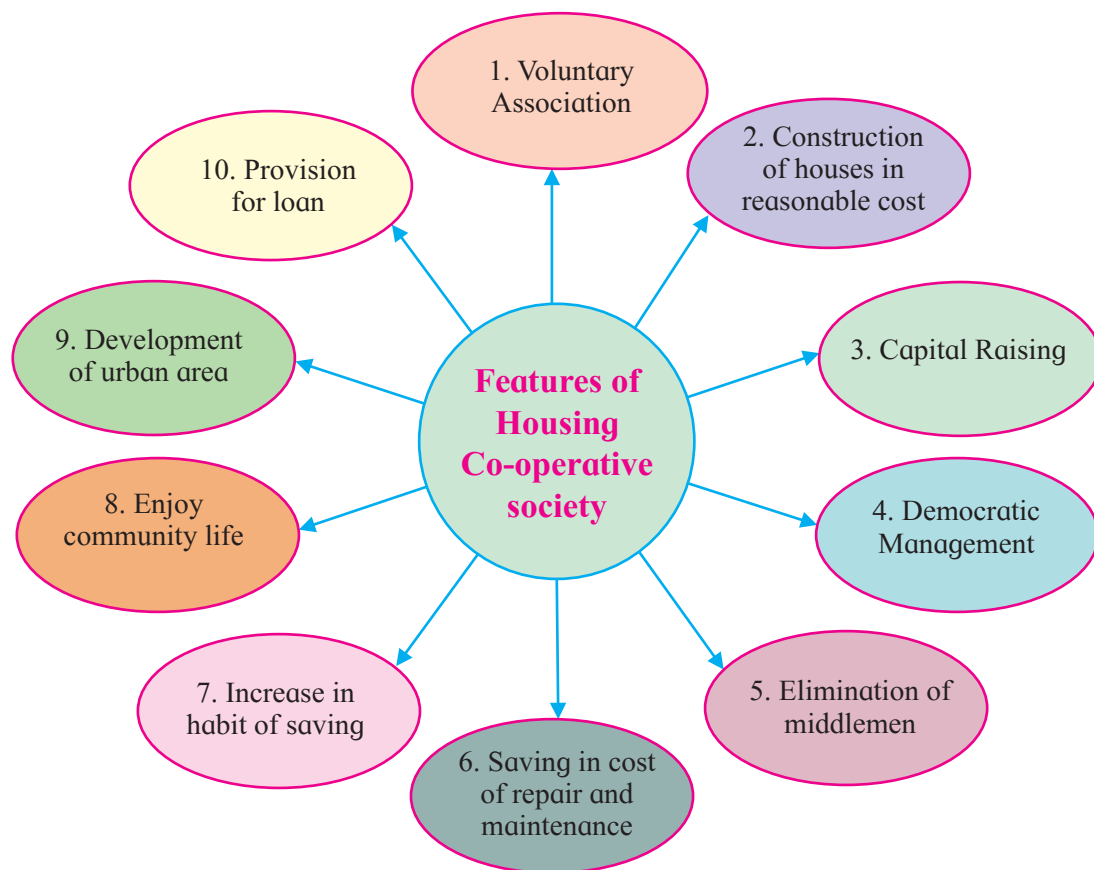 1. Voluntary
Association
2. Construction
of houses in
reasonable cost
3. Capital Raising
4. Democratic
Management
5. Elimination of
middlemen
6. Saving in cost
of repair and
maintenance
7. Increase in
habit of saving
8. Enjoy
community life
9. Development
of urban area
10. Provision
for loan
Features of
Housing
Co-operative
society